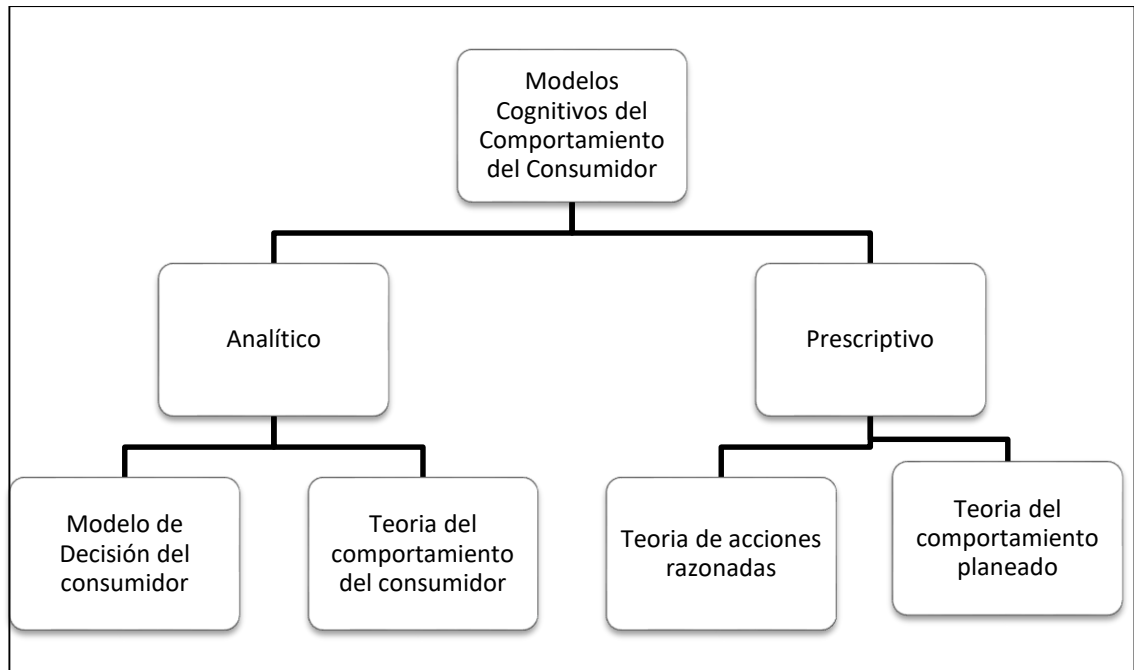 Modelos
Cognitivos del
Comportamiento
del Consumidor
Analítico
Prescriptivo
Modelo de
Decisión del
consumidor
Teoria del
comportamiento
del consumidor
Teoria de acciones
razonadas
Teoria del
comportamiento
planeado